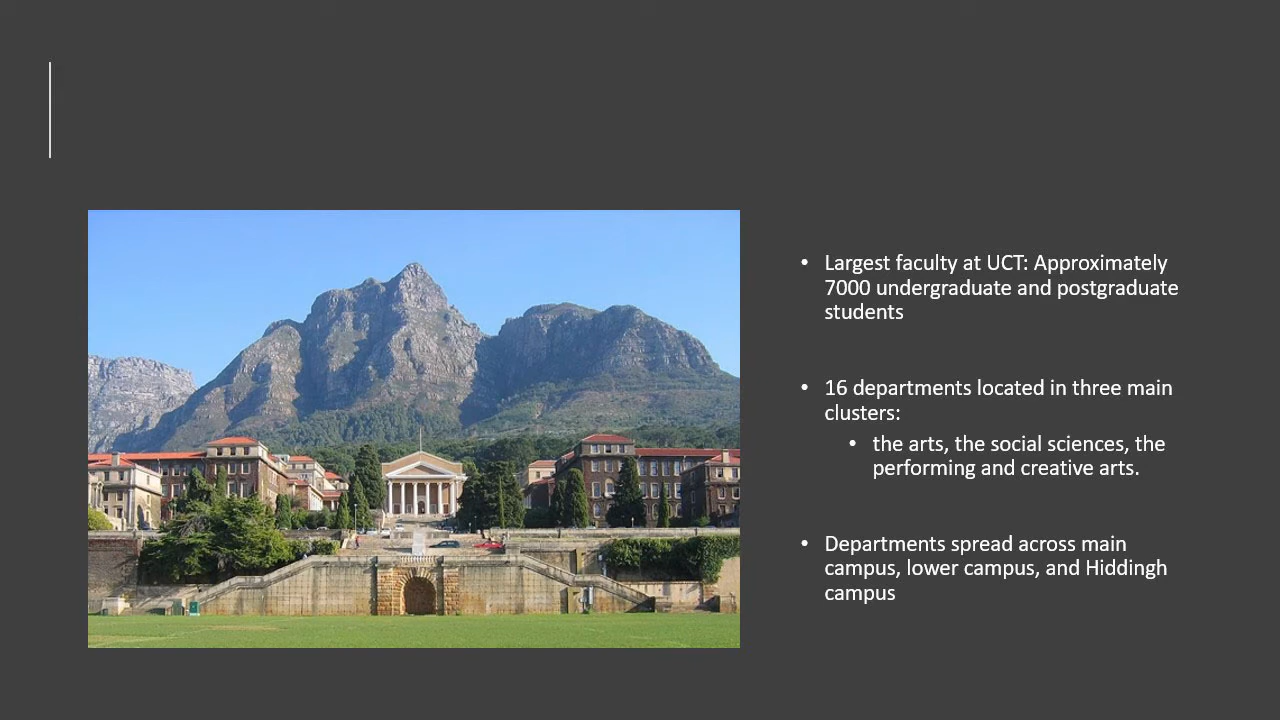 • Largest faculty at UCT: Approximately
7000 undergraduate and postgraduate
students
• 16 departments located in three main
clusters:
• the arts, the social sciences, the
performing and creative arts.
• Departments spread across main
campus, lower campus, and Hiddingh
campus